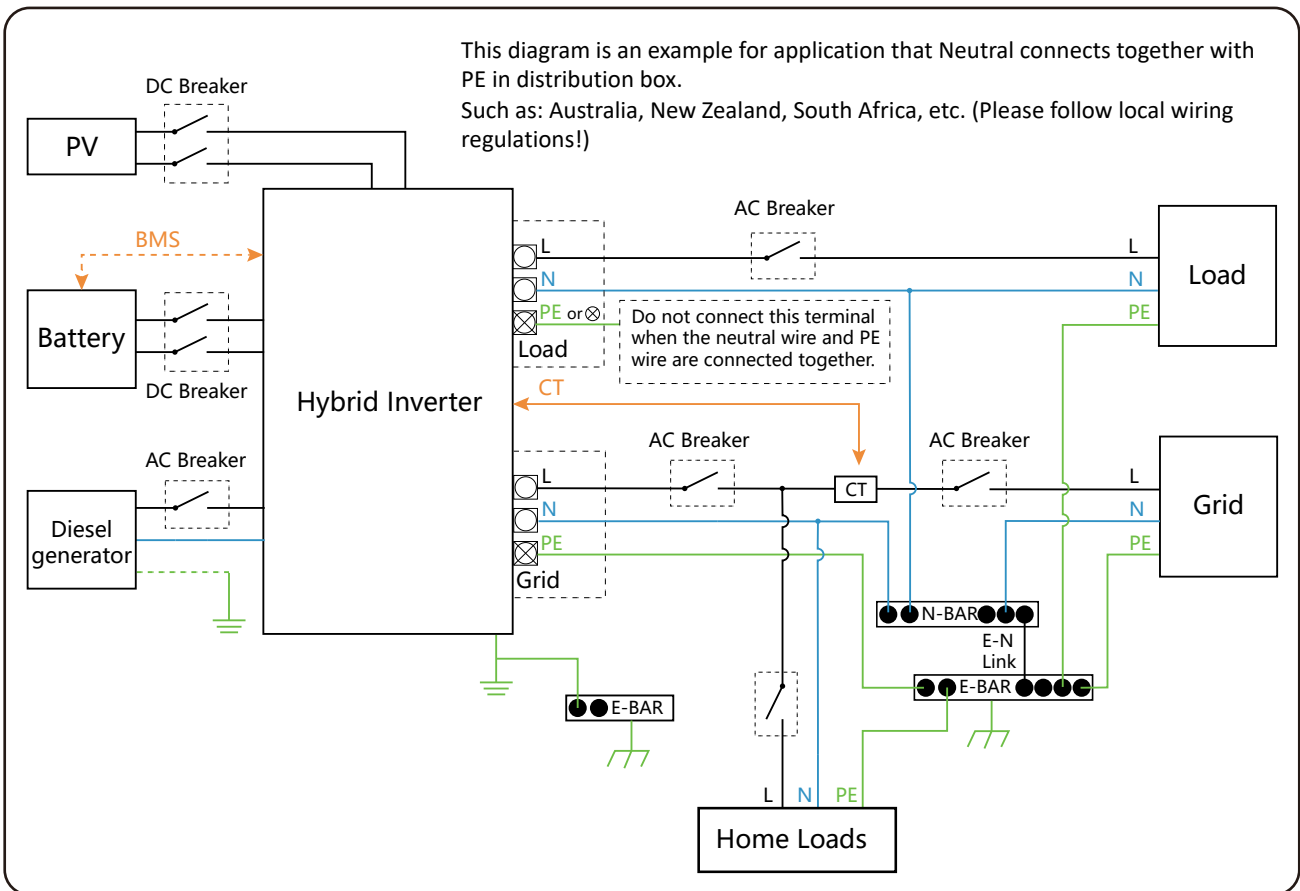 This diagram is an example for application that Neutral connects together with
PE in distribution box.
Such as: Australia, New Zealand, South Africa, etc. (Please follow local wiring
regulations!)
DC Breaker
PV
BMS
Battery
DC Breaker
AC Breaker
Diesel
generator
Hybrid Inverter
L
N
PE or⊗
Load
Do not connect this terminal
when the neutral wire and PE
wire are connected together.
AC Breaker
L
N
PE
Load
CT
AC Breaker
CT
AC Breaker
L
N
PE
Grid
L
N
PE
Grid
N-BAR
E-N
Link
E-BAR
E-BAR
L
N
PE
Home Loads